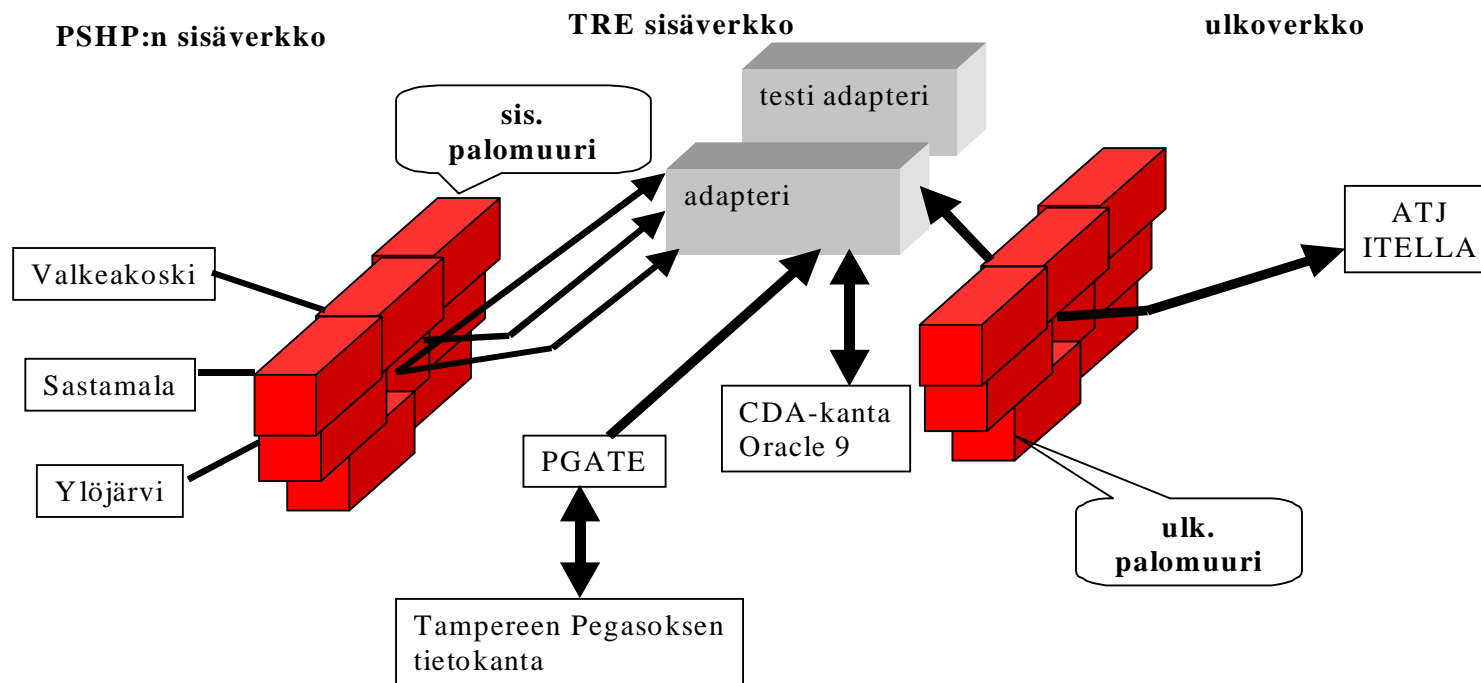 PSHP:n sisäverkko
TRE sisäverkko
ulkoverkko
testi adapteri
sis.
palomuuri
adapteri
ATJ
ITELLA
Valkeakoski
Sastamala
Ylöjärvi
CDA-kanta
Oracle 9
PGATE
ulk.
palomuuri
Tampereen Pegasoksen
tietokanta